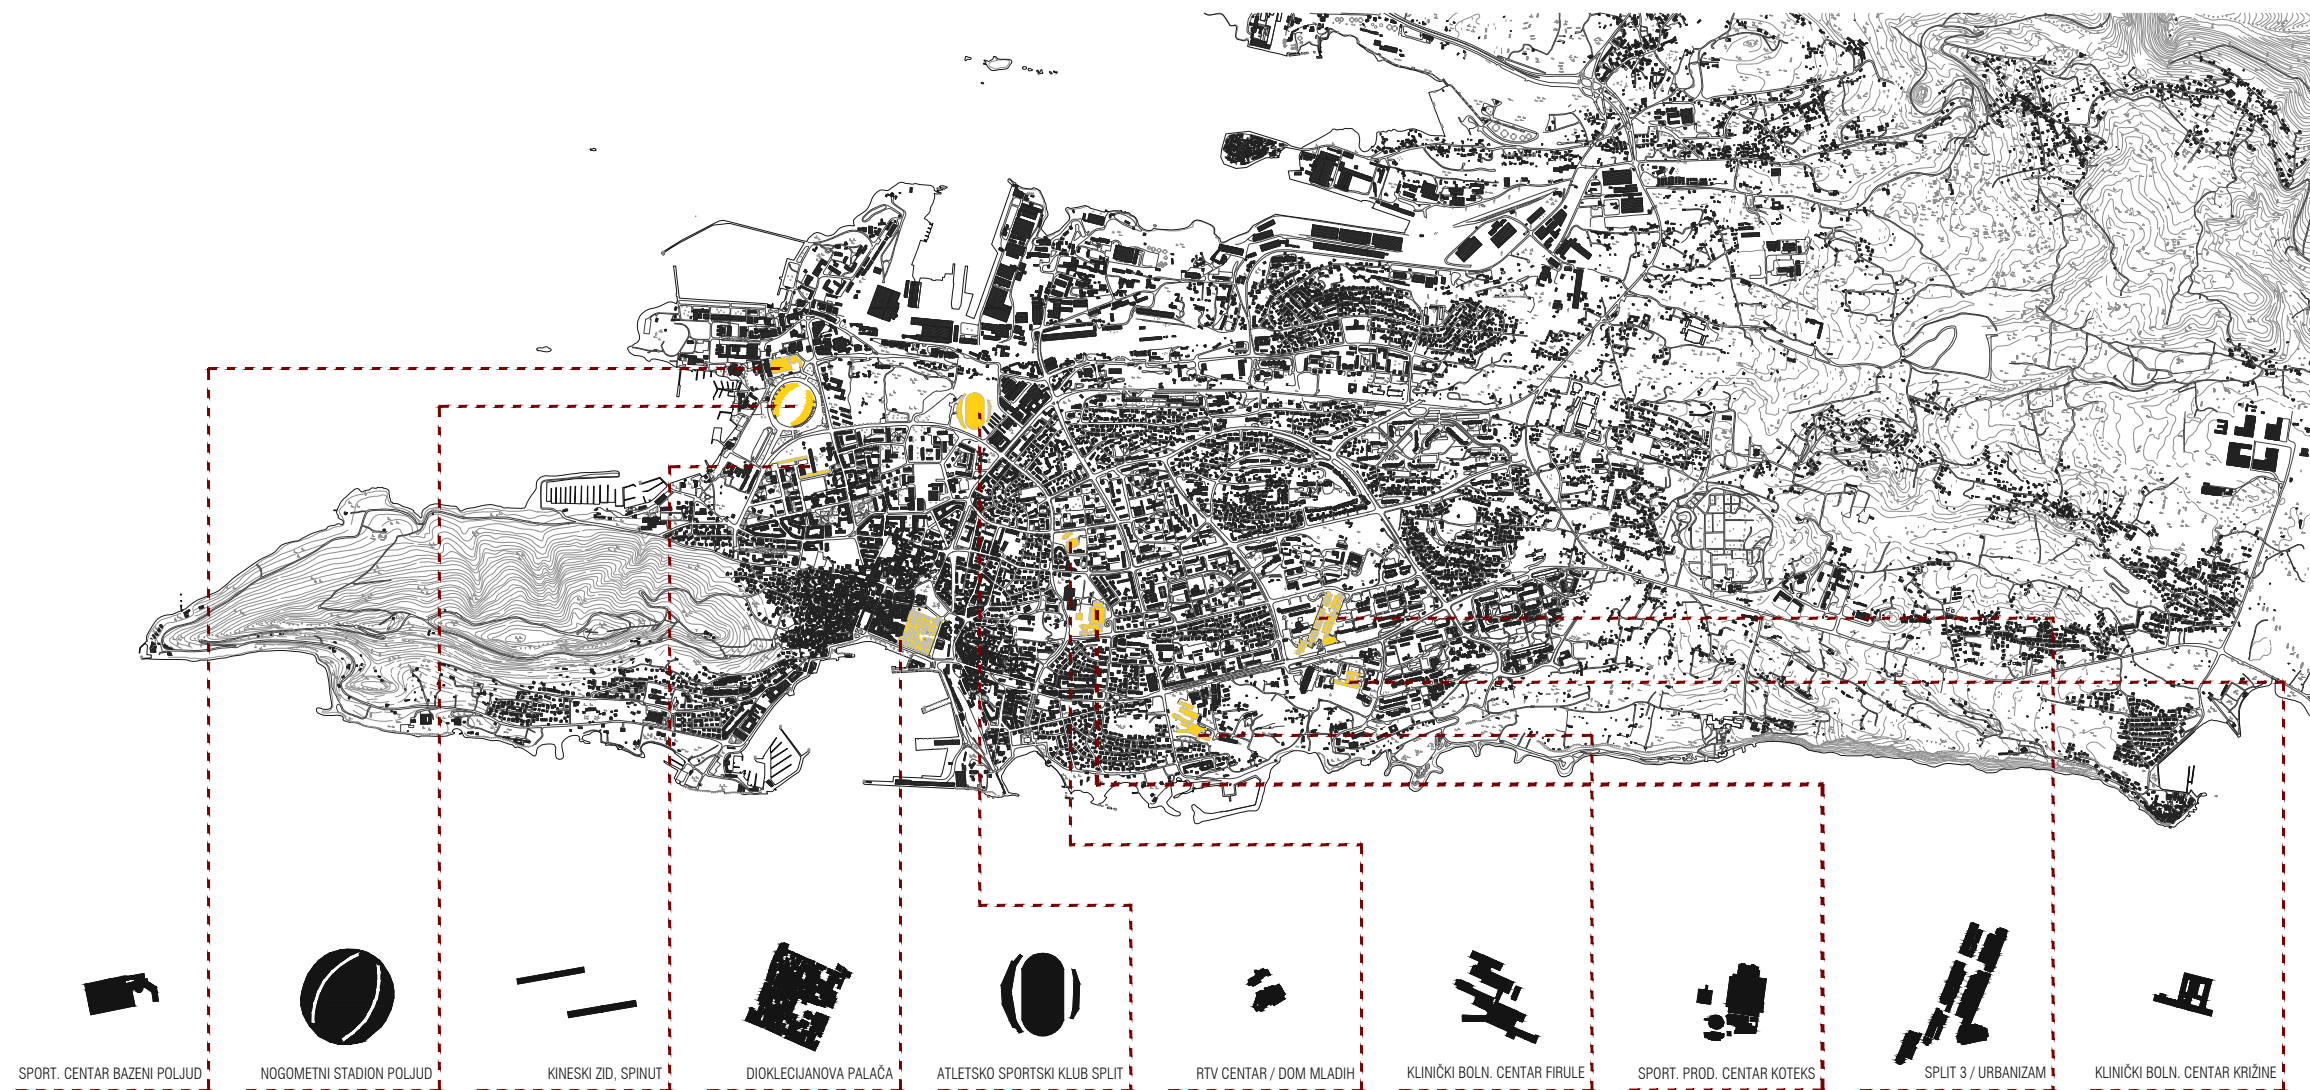 SPORT. CENTAR BAZENI POLJUD
NOGOMETNI STADION POLJUD
KINESKI ZID, SPINUT
DIOKLECIJANOVA PALAČA
ATLETSKO SPORTSKI KLUB SPLIT
RTV CENTAR / DOM MLADIH
KLINIČKI BOLN. CENTAR FIRULE
SPORT. PROD. CENTAR KOTEKS
SPLIT 3 / URBANIZAM
KLINIČKI BOLN. CENTAR KRIŽINE